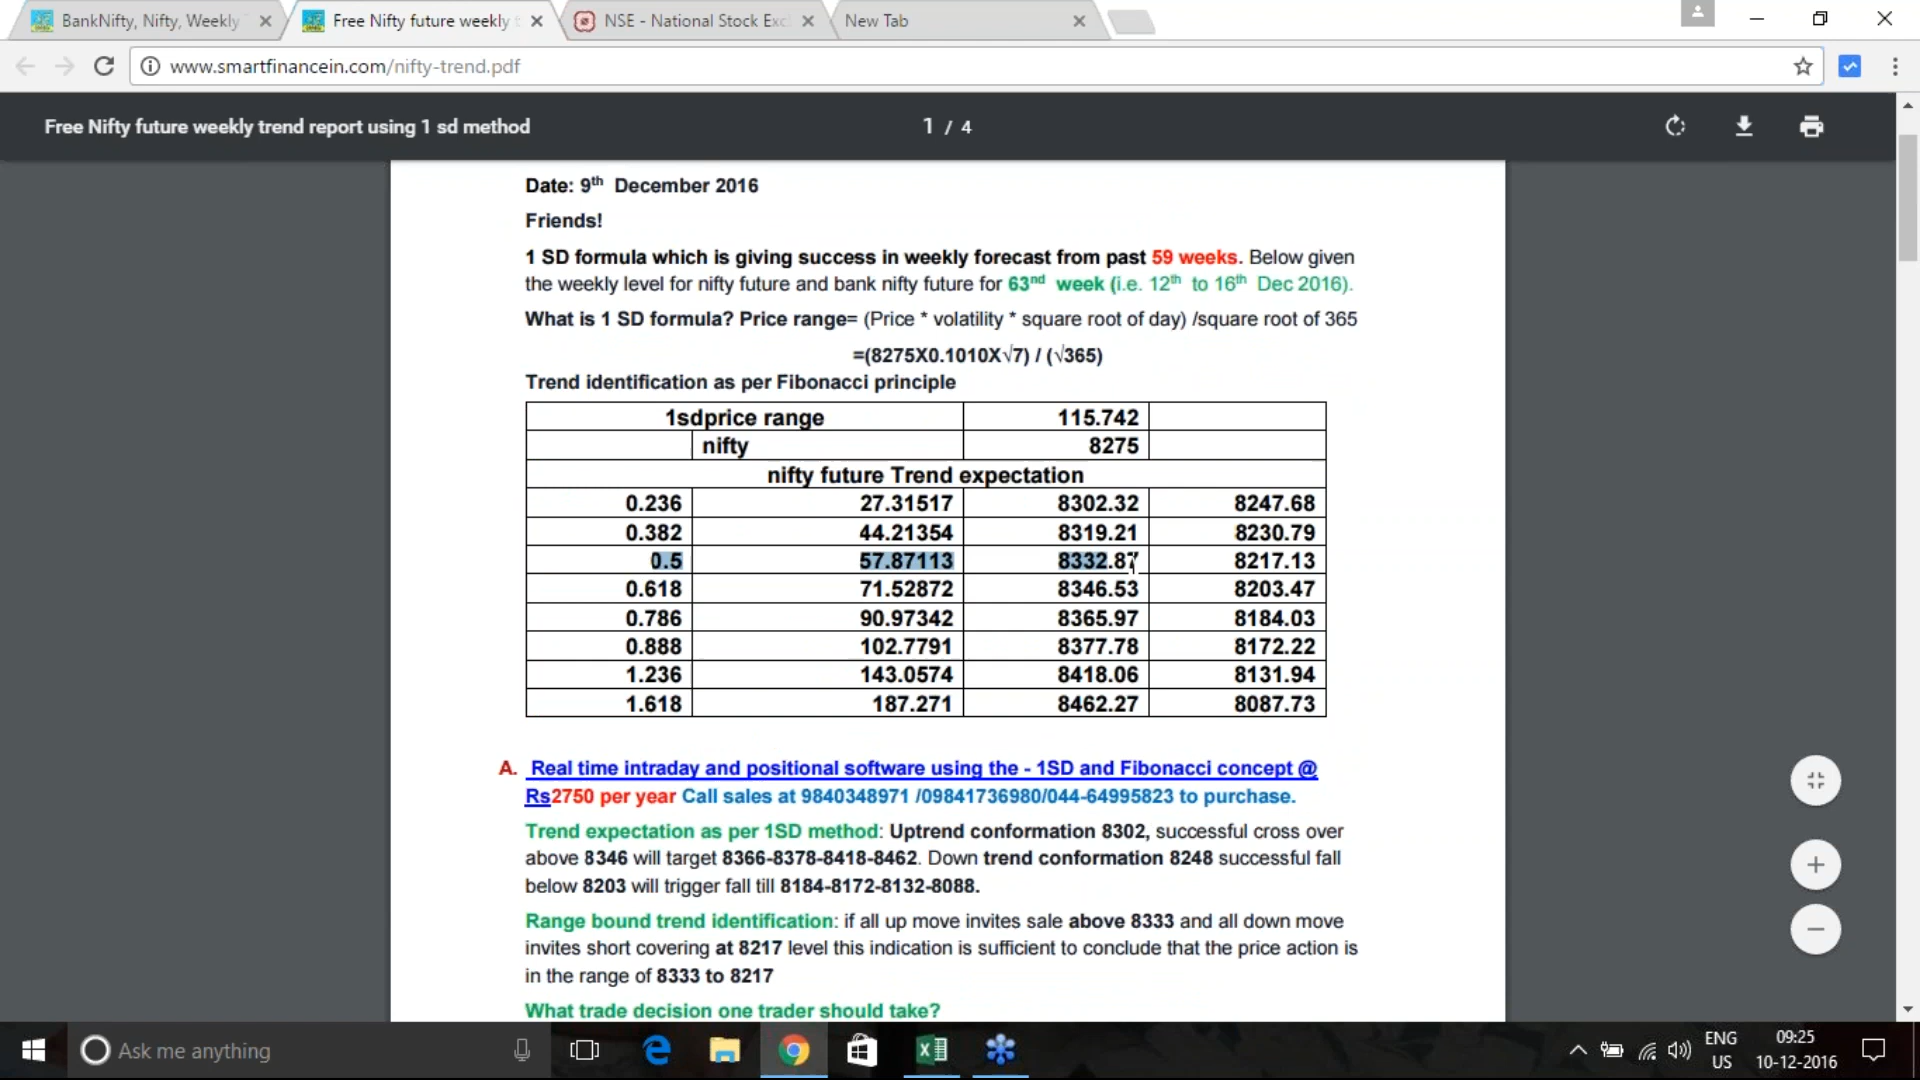 BankNifty, Nifty, Weekly
Free Nifty future weekly
NSE - National Stock Exc
New Tab
www.smartfinancein.com/nifty-trend.pdf
Free Nifty future weekly trend report using 1 sd method
1 / 4
Date: 9th December 2016
Friends!
1 SD formula which is giving success in weekly forecast from past 59 weeks. Below given
the weekly level for nifty future and bank nifty future for 63nd week (i.e. 12th to 16th Dec 2016).
What is 1 SD formula? Price range= (Price * volatility * square root of day) /square root of 365
=(8275X0.1010X√7) / (√365)
Trend identification as per Fibonacci principle
1sdprice range 115.742
nifty 8275
nifty future Trend expectation
0.236 27.31517 8302.32 8247.68
0.382 44.21354 8319.21 8230.79
0.5 57.87113 8332.87 8217.13
0.618 71.52872 8346.53 8203.47
0.786 90.97342 8365.97 8184.03
0.888 102.7791 8377.78 8172.22
1.236 143.0574 8418.06 8131.94
1.618 187.271 8462.27 8087.73
A. Real time intraday and positional software using the - 1SD and Fibonacci concept @
Rs2750 per year Call sales at 9840348971 /09841736980/044-64995823 to purchase.
Trend expectation as per 1SD method: Uptrend conformation 8302, successful cross over
above 8346 will target 8366-8378-8418-8462. Down trend conformation 8248 successful fall
below 8203 will trigger fall till 8184-8172-8132-8088.
Range bound trend identification: if all up move invites sale above 8333 and all down move
invites short covering at 8217 level this indication is sufficient to conclude that the price action is
in the range of 8333 to 8217
What trade decision one trader should take?
Ask me anything
ENG
US
09:25
10-12-2016